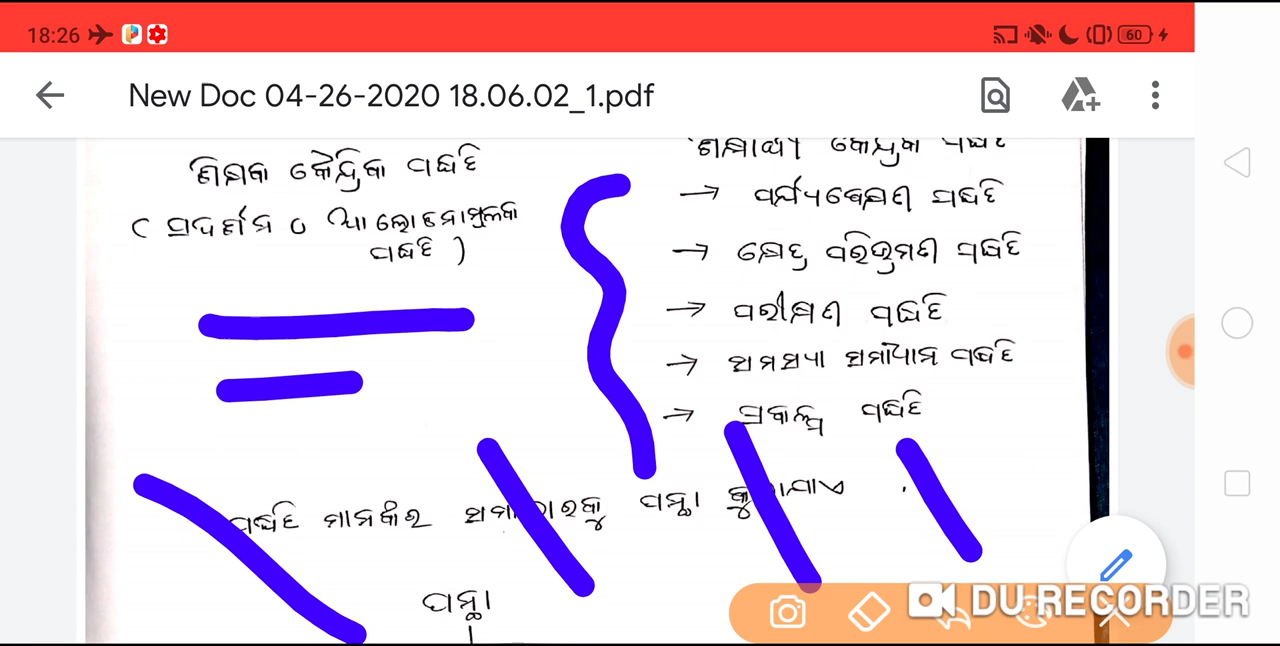 18:26
60
New Doc 04-26-2020 18.06.02_1.pdf
ଶିକ୍ଷକ କୈନ୍ଦ୍ରିକ ପଦ୍ଧତି
( ପ୍ରଦର୍ଶନ ଓ ଆଲୋଚନାମୂଳକ
ପଦ୍ଧତି )
ଶିକ୍ଷାର୍ଥୀ କୈନ୍ଦ୍ରିକ ପଦ୍ଧତି
→ ପର୍ଯ୍ୟବେକ୍ଷଣ ପଦ୍ଧତି
→ କ୍ଷେତ୍ର ପରିଭ୍ରମଣ ପଦ୍ଧତି
→ ପରୀକ୍ଷଣ ପଦ୍ଧତି
→ ସମସ୍ୟା ସମାଧାନ ପଦ୍ଧତି
→ ପ୍ରକଳ୍ପ ପଦ୍ଧତି
ପଦ୍ଧତି ମାନଙ୍କର ପନ୍ଥା
ପନ୍ଥା
DU RECORDER